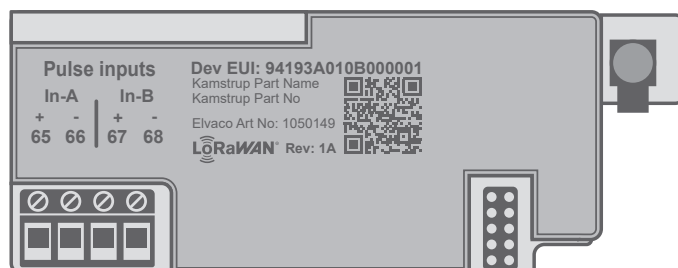 Pulse inputs
In-A In-B
+ - + -
65 66 67 68
Dev EUI: 94193A010B000001
Kamstrup Part Name
Kamstrup Part No
Elvaco Art No: 1050149
LoRaWAN® Rev: 1A